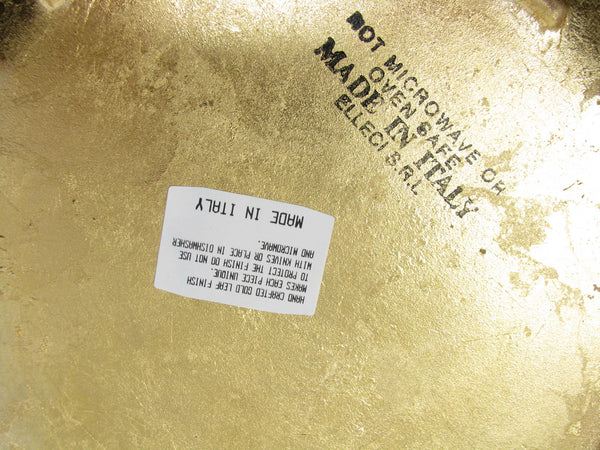 NOT MICROWAVE OR
OVEN SAFE
MADE IN ITALY
ELLECI S.R.L
HAND CRAFTED GOLD LEAF FINISH
MAKES EACH PIECE UNIQUE.
TO PROTECT THE FINISH DO NOT USE
WITH KNIVES OR PLACE IN DISHWASHER
AND MICROWAVE.
MADE IN ITALY